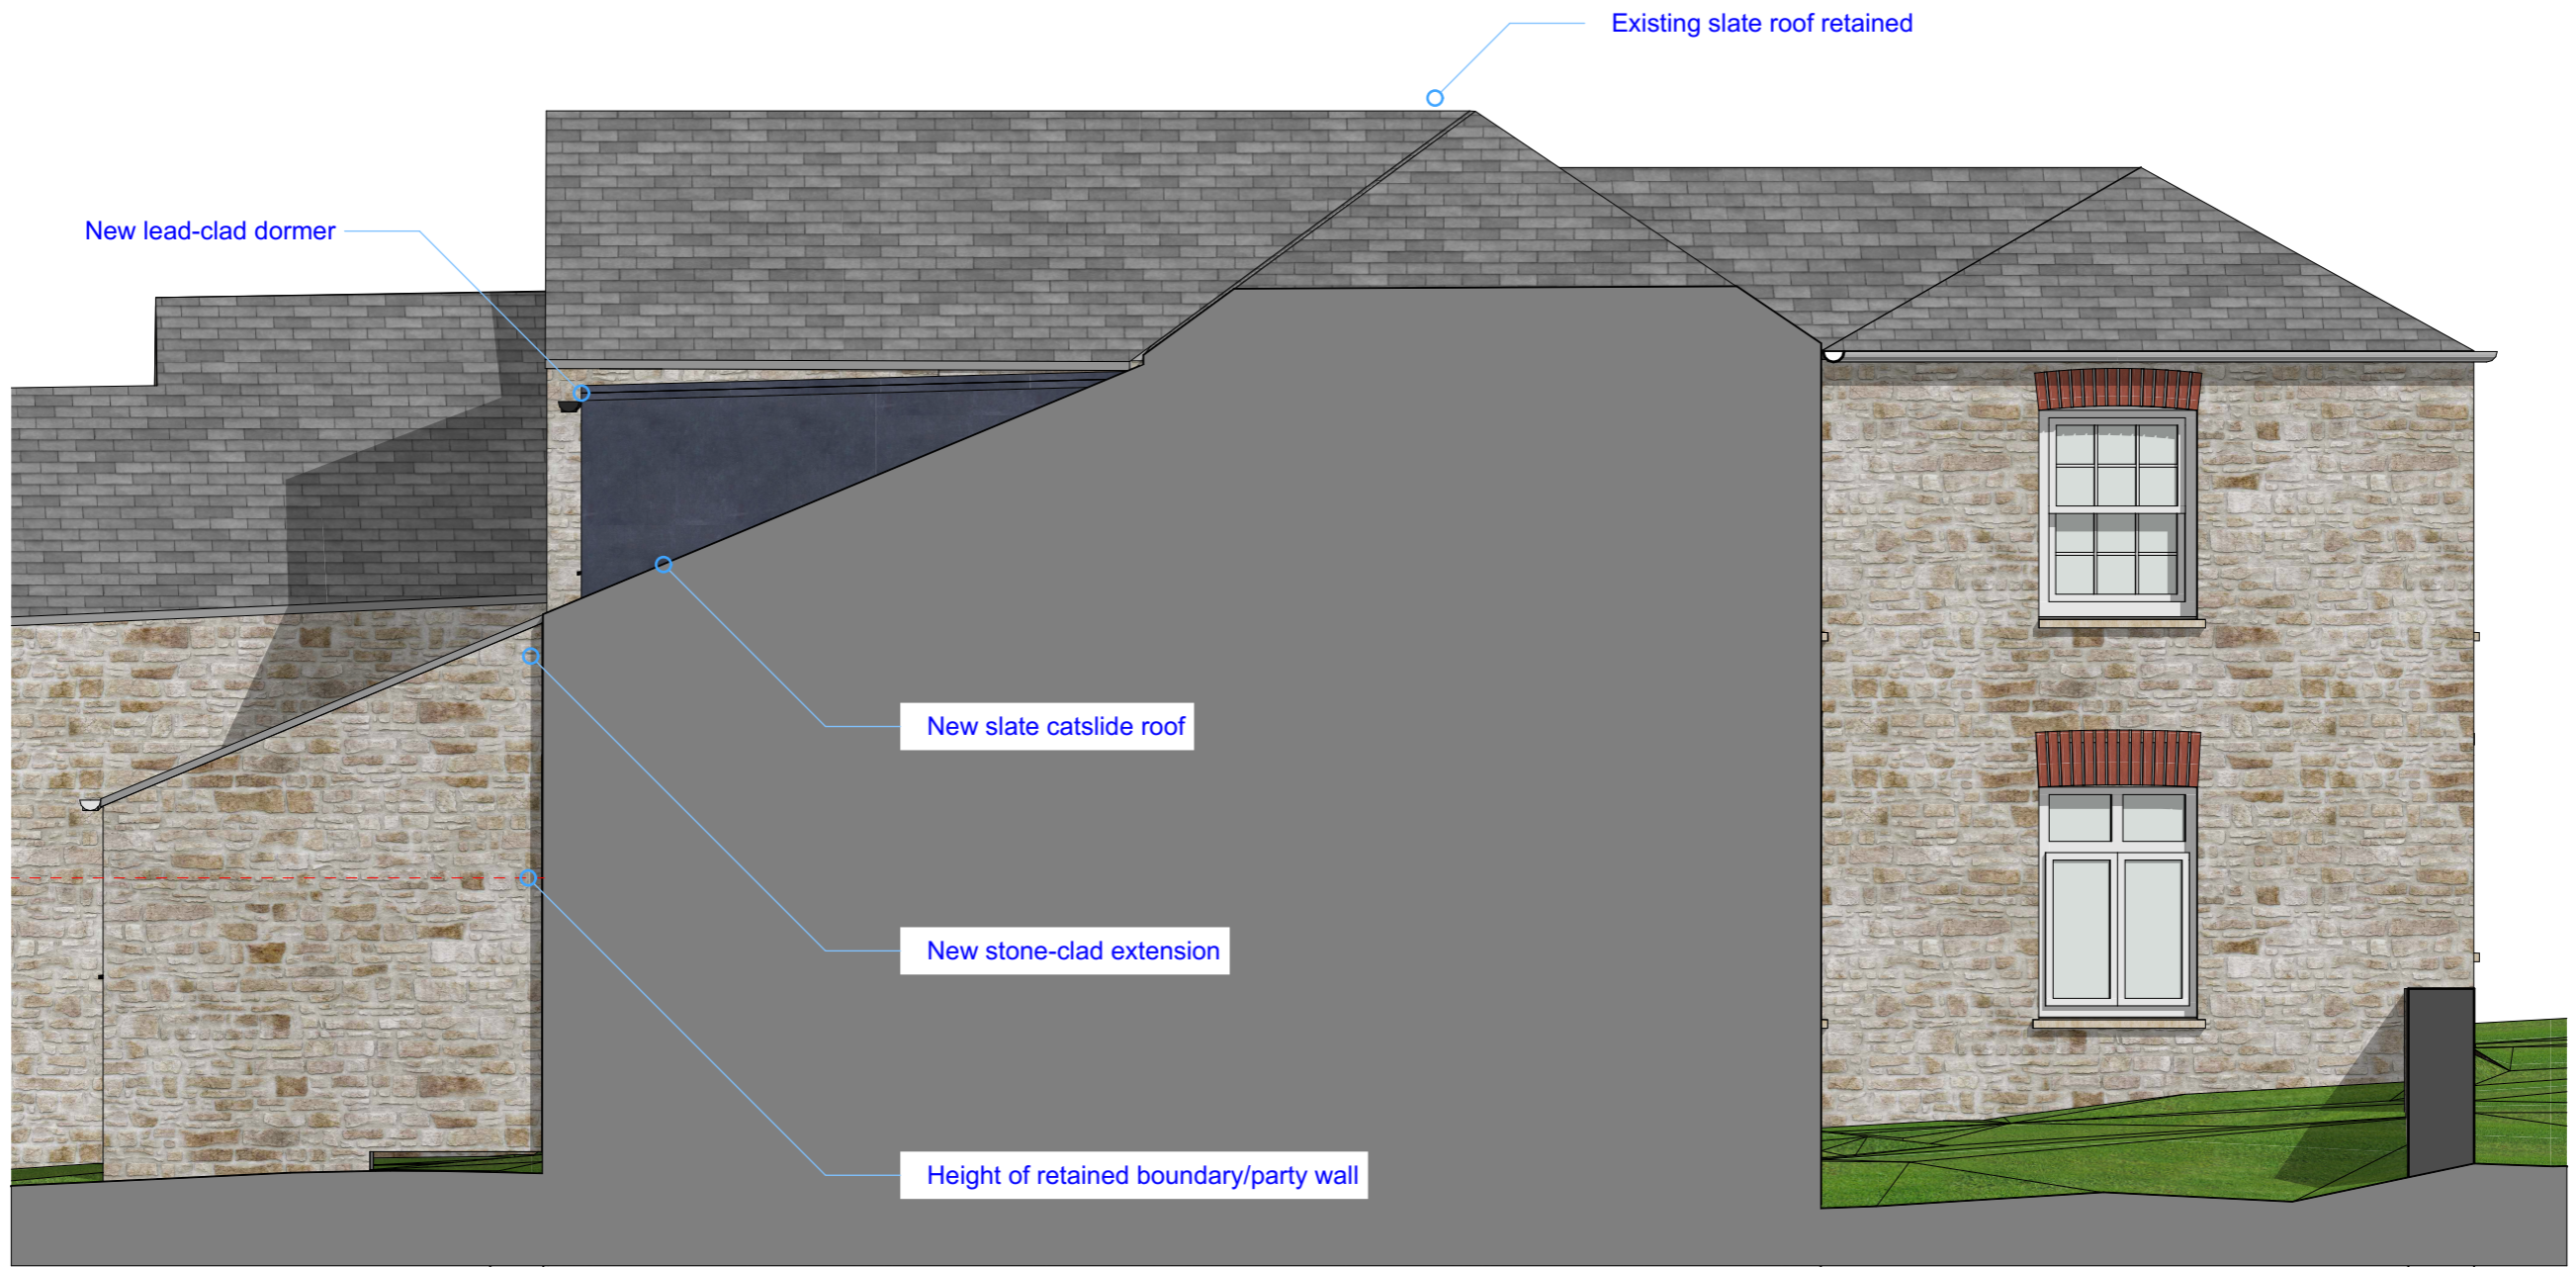 Existing slate roof retained
New lead-clad dormer
New slate catslide roof
New stone-clad extension
Height of retained boundary/party wall